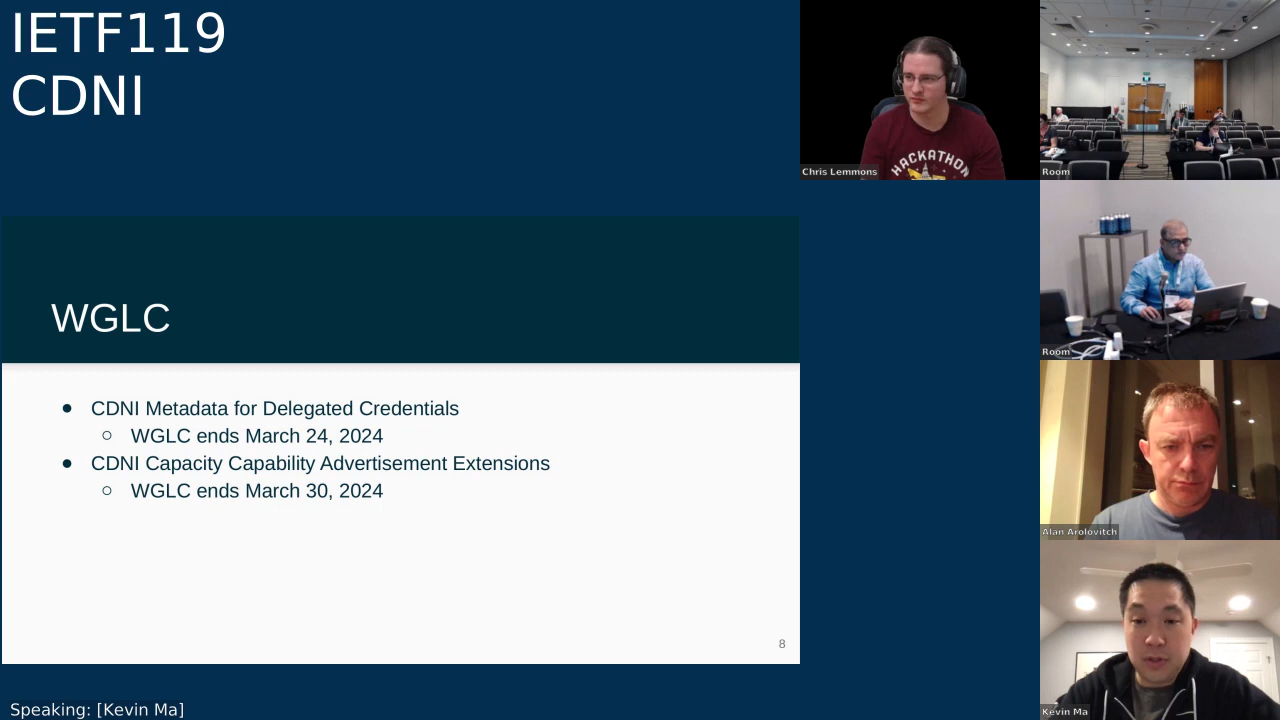 IETF119
CDNI
HACKATHON
Chris Lemmons
Room
WGLC
Room
● CDNI Metadata for Delegated Credentials
○ WGLC ends March 24, 2024
● CDNI Capacity Capability Advertisement Extensions
○ WGLC ends March 30, 2024
Alan Arolovitch
8
Speaking: [Kevin Ma]
Kevin Ma